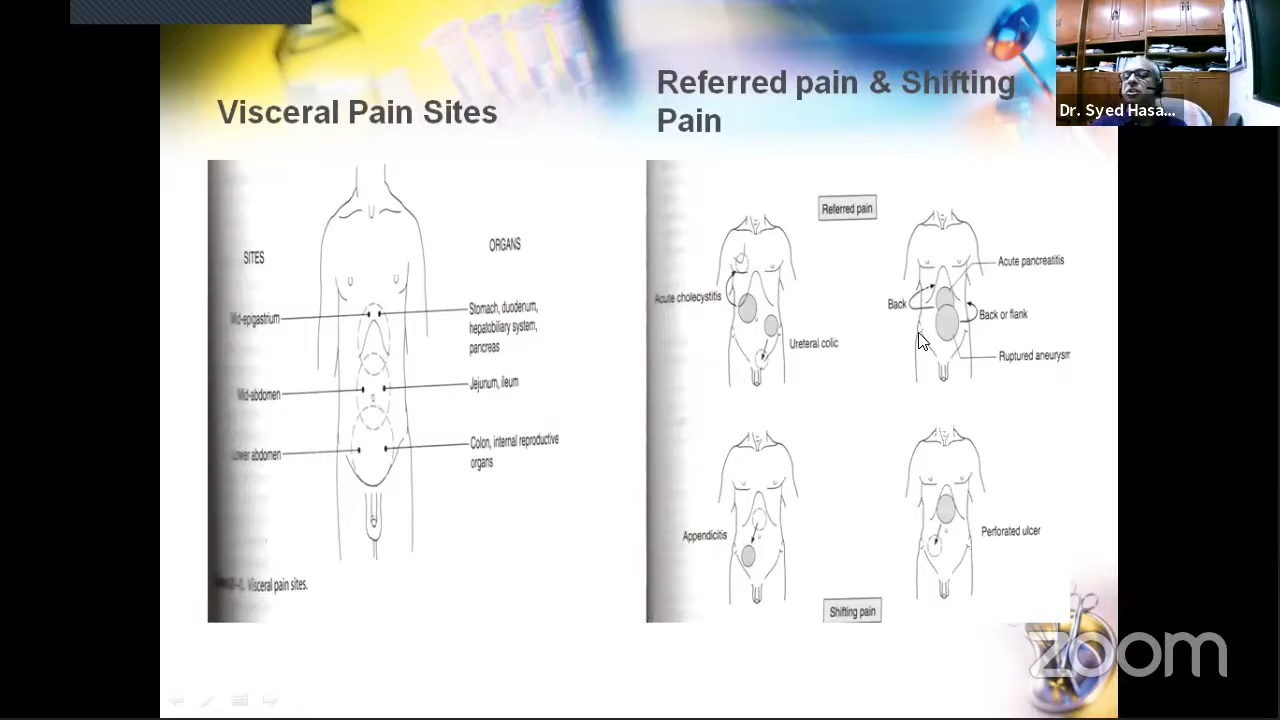 Visceral Pain Sites
SITES
ORGANS
Mid-epigastrium
Stomach, duodenum,
hepatobiliary system,
pancreas
Mid-abdomen
Jejunum, ileum
Lower abdomen
Colon, internal reproductive
organs
Visceral pain sites.
Referred pain & Shifting
Pain
Referred pain
Acute cholecystitis
Ureteral colic
Acute pancreatitis
Back
Back or flank
Ruptured aneurysm
Appendicitis
Perforated ulcer
Shifting pain
Dr. Syed Hasa...
zoom